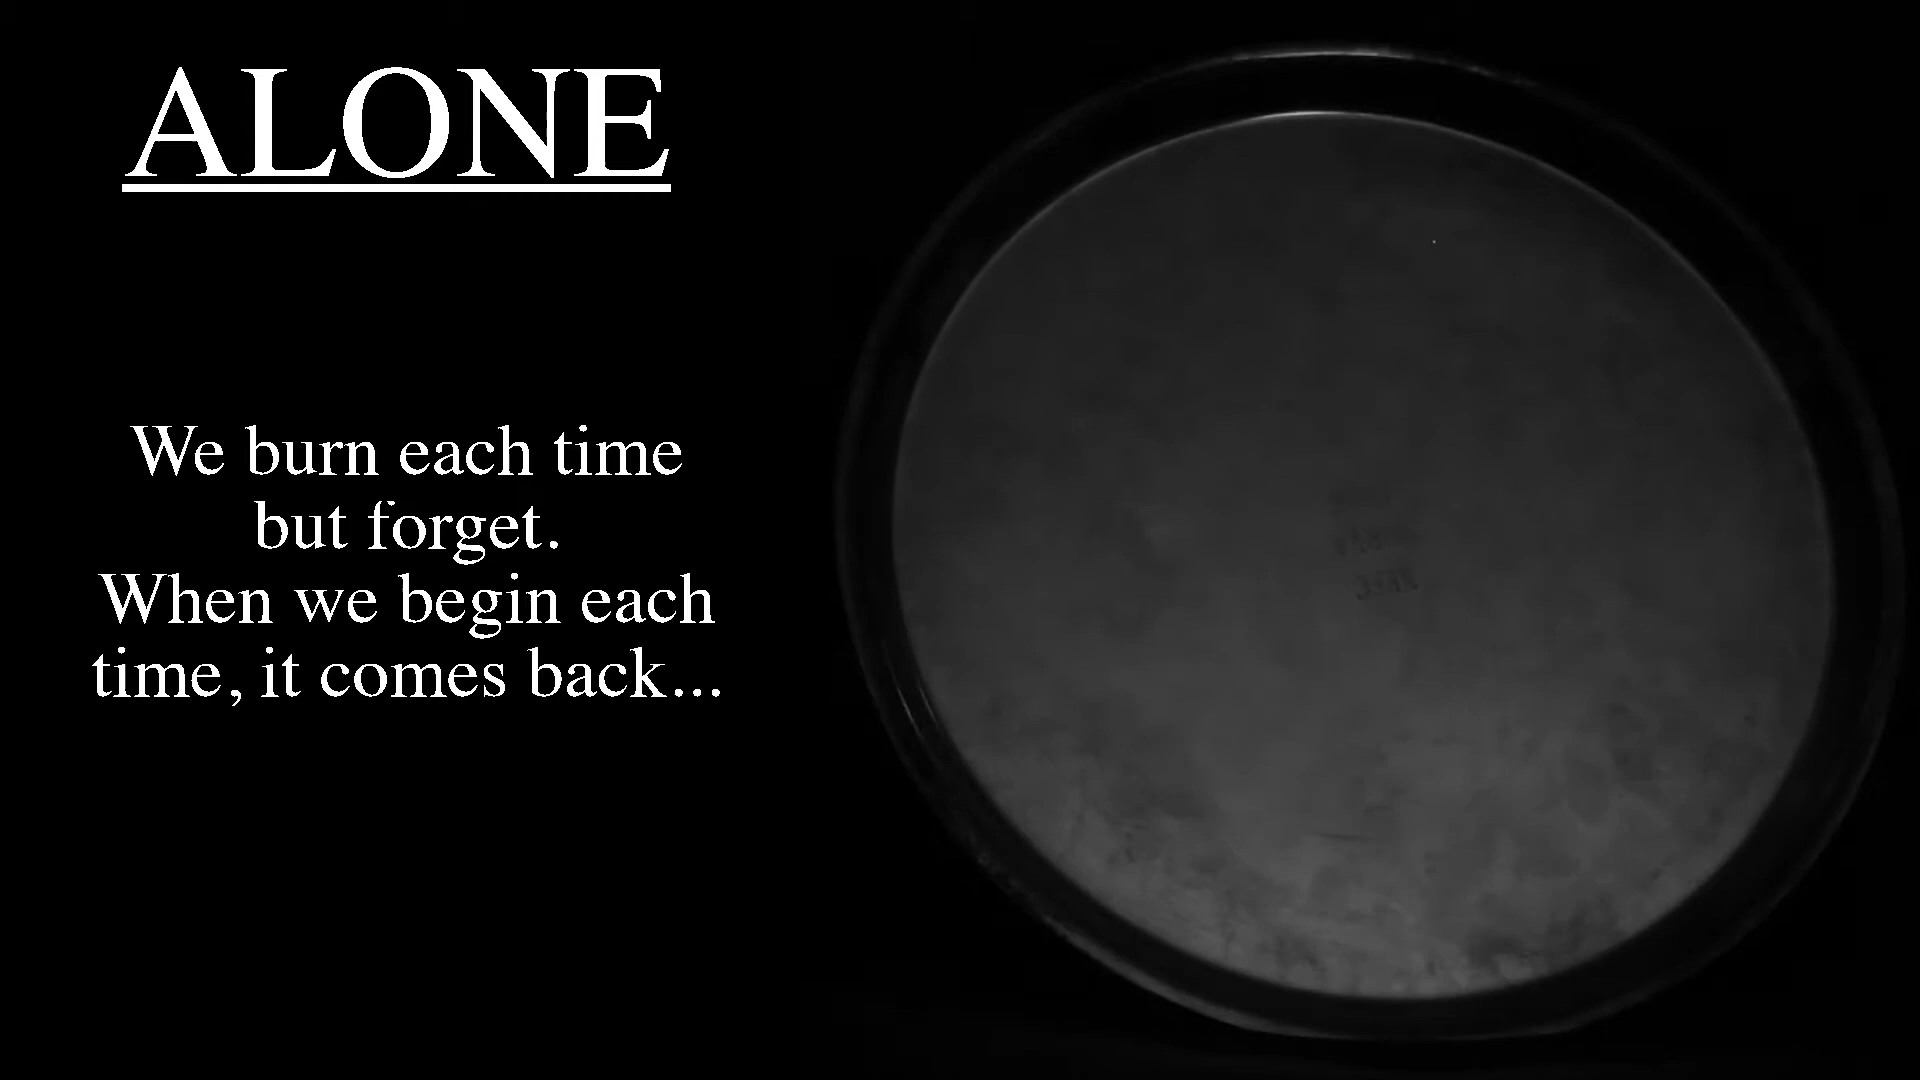 ALONE
We burn each time
but forget.
When we begin each
time, it comes back...